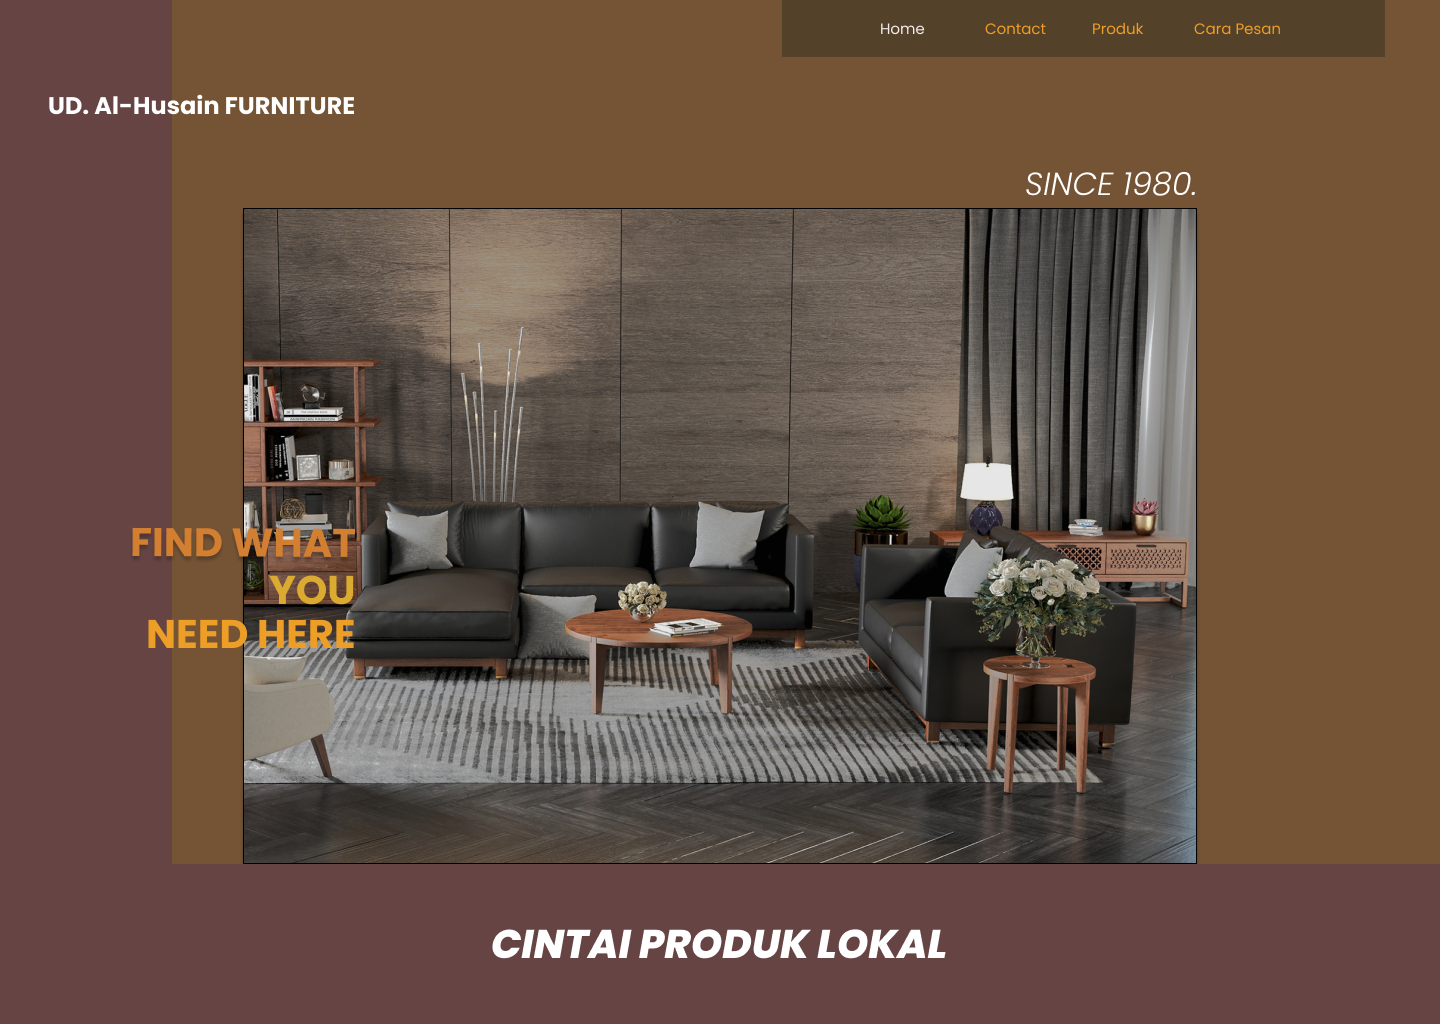 Home Contact Produk Cara Pesan
UD. Al-Husain FURNITURE
SINCE 1980.
FIND WHAT
YOU
NEED HERE
CINTAI PRODUK LOKAL